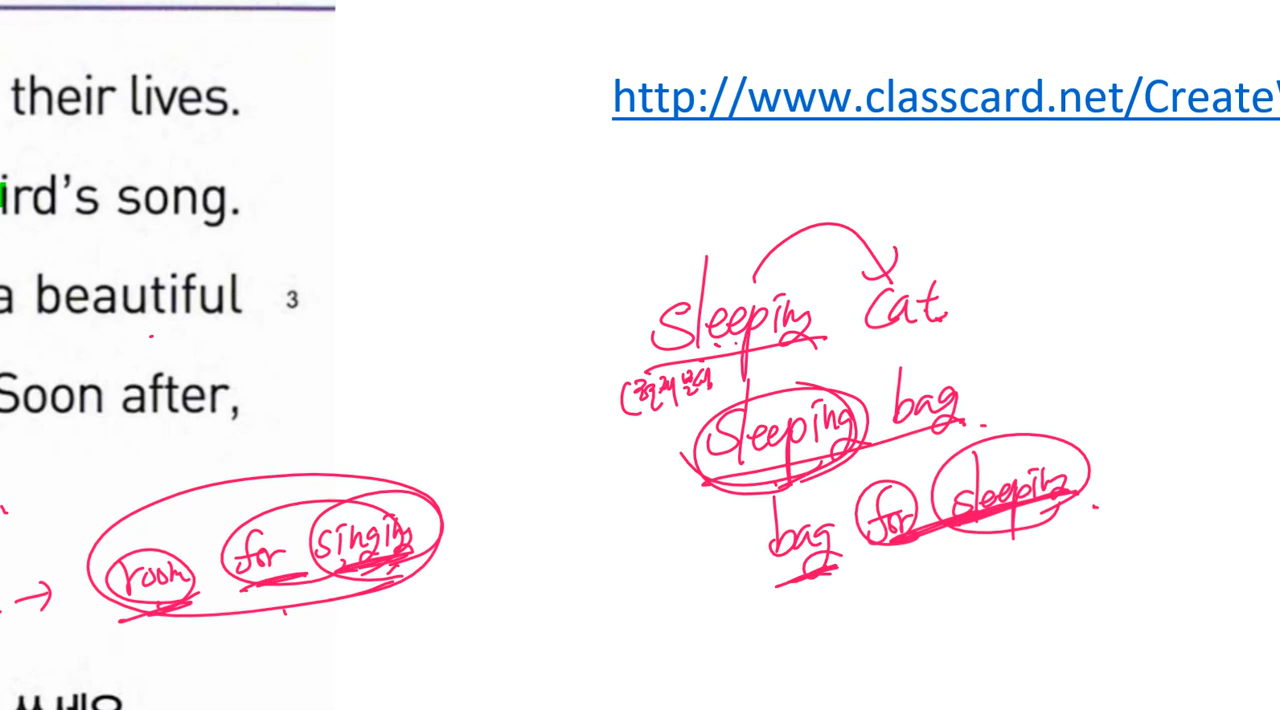 their lives.
ird's song.
a beautiful 3
Soon after,
http://www.classcard.net/Create
sleeping cat.
(현재분사
sleeping bag.
bag for sleeping.
→ room for singing